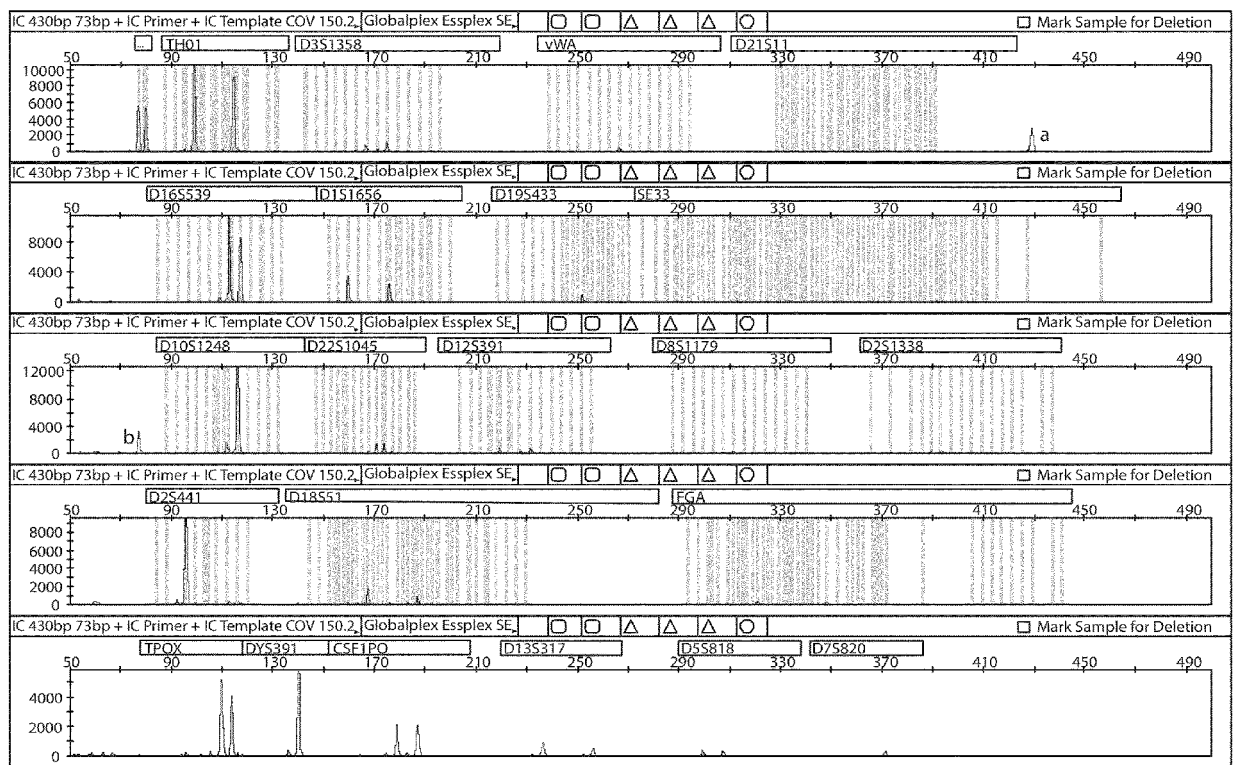 IC 430bp 73bp + IC Primer + IC Template COV 150.2 Globalplex Essplex SE Mark Sample for Deletion
... TH01 D3S1358 vWA D21S11
50 90 130 170 210 250 290 330 370 410 450 490
10000
8000
6000
4000
2000
0
a
IC 430bp 73bp + IC Primer + IC Template COV 150.2 Globalplex Essplex SE Mark Sample for Deletion
D16S539 D1S1656 D19S433 SE33
50 90 130 170 210 250 290 330 370 410 450 490
8000
4000
0
IC 430bp 73bp + IC Primer + IC Template COV 150.2 Globalplex Essplex SE Mark Sample for Deletion
D10S1248 D22S1045 D12S391 D8S1179 D2S1338
50 90 130 170 210 250 290 330 370 410 450 490
12000
8000
4000
0
b
IC 430bp 73bp + IC Primer + IC Template COV 150.2 Globalplex Essplex SE Mark Sample for Deletion
D2S441 D18S51 FGA
50 90 130 170 210 250 290 330 370 410 450 490
8000
6000
4000
2000
0
IC 430bp 73bp + IC Primer + IC Template COV 150.2 Globalplex Essplex SE Mark Sample for Deletion
TPOX DYS391 CSF1PO D13S317 D5S818 D7S820
50 90 130 170 210 250 290 330 370 410 450 490
4000
2000
0